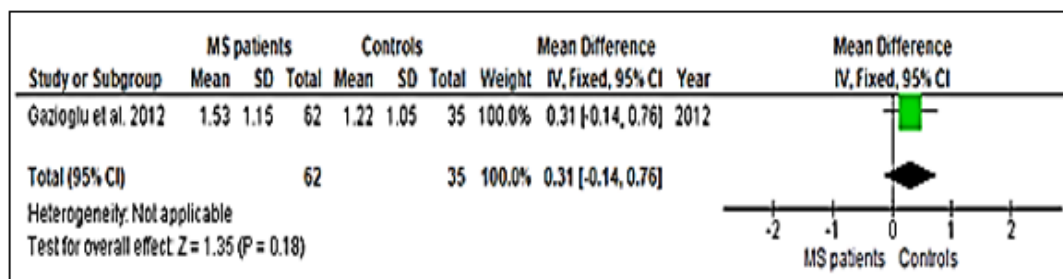 MS patients Controls Mean Difference Mean Difference
Study or Subgroup Mean SD Total Mean SD Total Weight IV, Fixed, 95% CI Year IV, Fixed, 95% CI
Gazioglu et al. 2012 1.53 1.15 62 1.22 1.05 35 100.0% 0.31 [-0.14, 0.76] 2012
Total (95% CI) 62 35 100.0% 0.31 [-0.14, 0.76]
Heterogeneity: Not applicable
Test for overall effect: Z = 1.35 (P = 0.18)
-2 -1 0 1 2
MS patients Controls